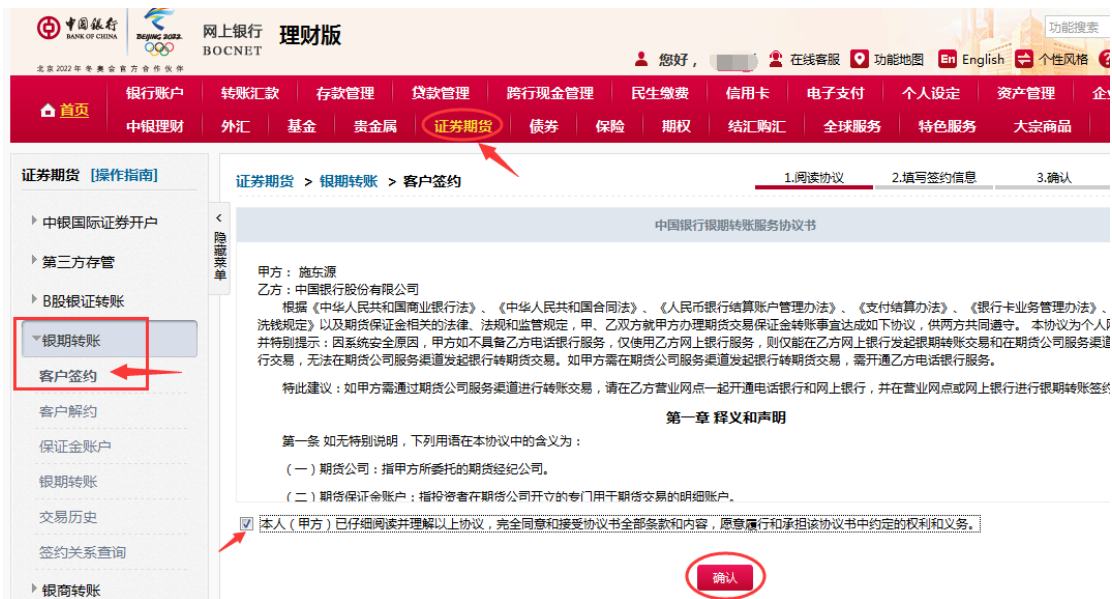 中国银行
BANK OF CHINA
BEIJING 2022
北京2022年冬奥会官方合作伙伴
网上银行 理财版
BOCNET
功能搜索
您好， 在线客服 功能地图 En English 个性风格 ?
首页
银行账户 转账汇款 存款管理 贷款管理 跨行现金管理 民生缴费 信用卡 电子支付 个人设定 资产管理 企
中银理财 外汇 基金 贵金属 证券期货 债券 保险 期权 结汇购汇 全球服务 特色服务 大宗商品
证券期货 [操作指南]
中银国际证券开户
第三方存管
B股银证转账
银期转账
客户签约
客户解约
保证金账户
银期转账
交易历史
签约关系查询
银商转账
<
隐藏菜单
证券期货 > 银期转账 > 客户签约
1.阅读协议 2.填写签约信息 3.确认
中国银行银期转账服务协议书
甲方： 施东源
乙方：中国银行股份有限公司
根据《中华人民共和国商业银行法》、《中华人民共和国合同法》、《人民币银行结算账户管理办法》、《支付结算办法》、《银行卡业务管理办法》、
洗钱规定》以及期货保证金相关的法律、法规和监管规定，甲、乙双方就甲方办理期货交易保证金转账事宜达成如下协议，供两方共同遵守。 本协议为个人网
并特别提示：因系统安全原因，甲方如不具备乙方电话银行服务，仅使用乙方网上银行服务，则仅能在乙方网上银行发起银期转账交易和在期货公司服务渠道
行交易，无法在期货公司服务渠道发起银行转期货交易。如甲方需在期货公司服务渠道发起银行转期货交易，需开通乙方电话银行服务。
特此建议：如甲方需通过期货公司服务渠道进行转账交易，请在乙方营业网点一起开通电话银行和网上银行，并在营业网点或网上银行进行银期转账签约
第一章 释义和声明
第一条 如无特别说明，下列用语在本协议中的含义为：
（一）期货公司：指甲方所委托的期货经纪公司。
（二）期货保证金账户：指投资者在期货公司开立的专门用于期货交易的明细账户。
本人（甲方）已仔细阅读并理解以上协议，完全同意和接受协议书全部条款和内容，愿意履行和承担该协议书中约定的权利和义务。
确认